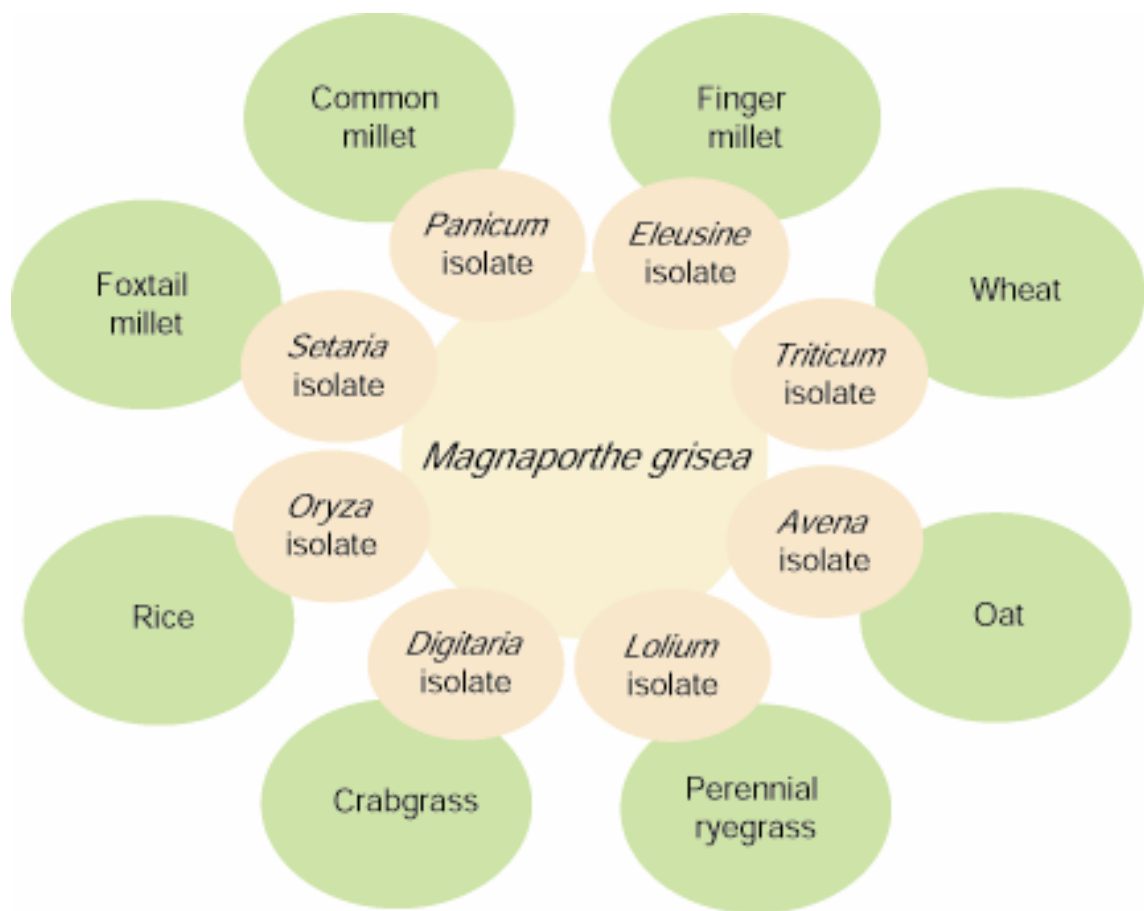 Common
millet
Finger
millet
Panicum
isolate
Eleusine
isolate
Foxtail
millet
Wheat
Setaria
isolate
Triticum
isolate
Magnaporthe grisea
Oryza
isolate
Avena
isolate
Rice
Oat
Digitaria
isolate
Lolium
isolate
Crabgrass
Perennial
ryegrass